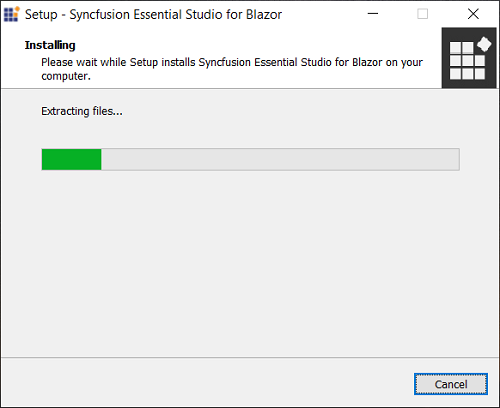 Setup - Syncfusion Essential Studio for Blazor
Installing
Please wait while Setup installs Syncfusion Essential Studio for Blazor on your
computer.
Extracting files...
Cancel